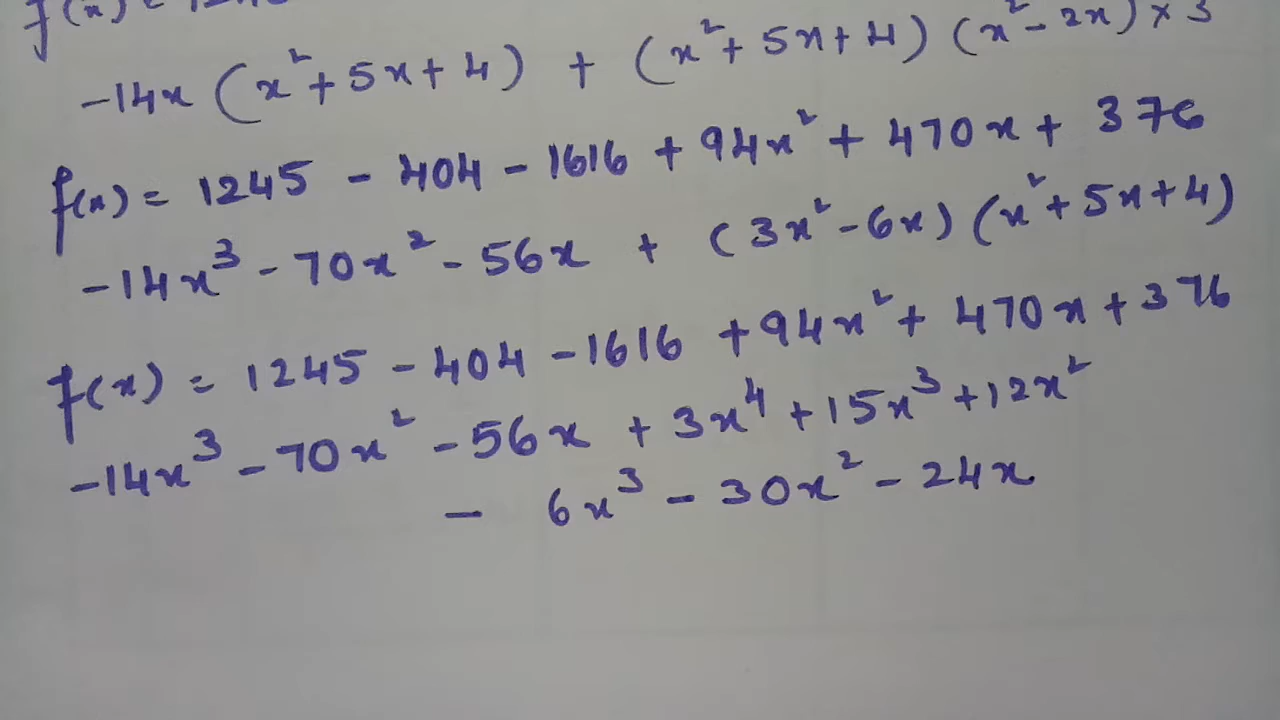 -14x (x²+5x+4) + (x²+5x+4) (x²-2x) × 3
f(x) = 1245 - 404 - 1616 + 94x² + 470x + 376
-14x³ - 70x² - 56x + (3x² - 6x) (x²+5x+4)
f(x) = 1245 - 404 - 1616 + 94x² + 470x + 376
-14x³ - 70x² - 56x + 3x⁴ + 15x³ + 12x²
- 6x³ - 30x² - 24x